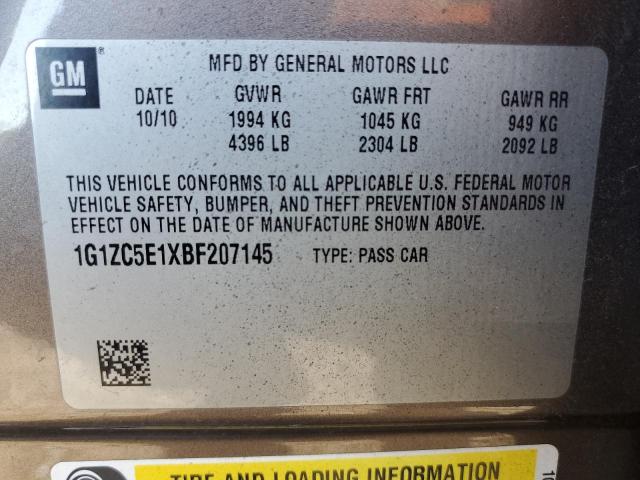 GM
MFD BY GENERAL MOTORS LLC
DATE GVWR GAWR FRT GAWR RR
10/10 1994 KG 1045 KG 949 KG
4396 LB 2304 LB 2092 LB
THIS VEHICLE CONFORMS TO ALL APPLICABLE U.S. FEDERAL MOTOR
VEHICLE SAFETY, BUMPER, AND THEFT PREVENTION STANDARDS IN
EFFECT ON THE DATE OF MANUFACTURE SHOWN ABOVE.
1G1ZC5E1XBF207145 TYPE: PASS CAR
TIRE AND LOADING INFORMATION